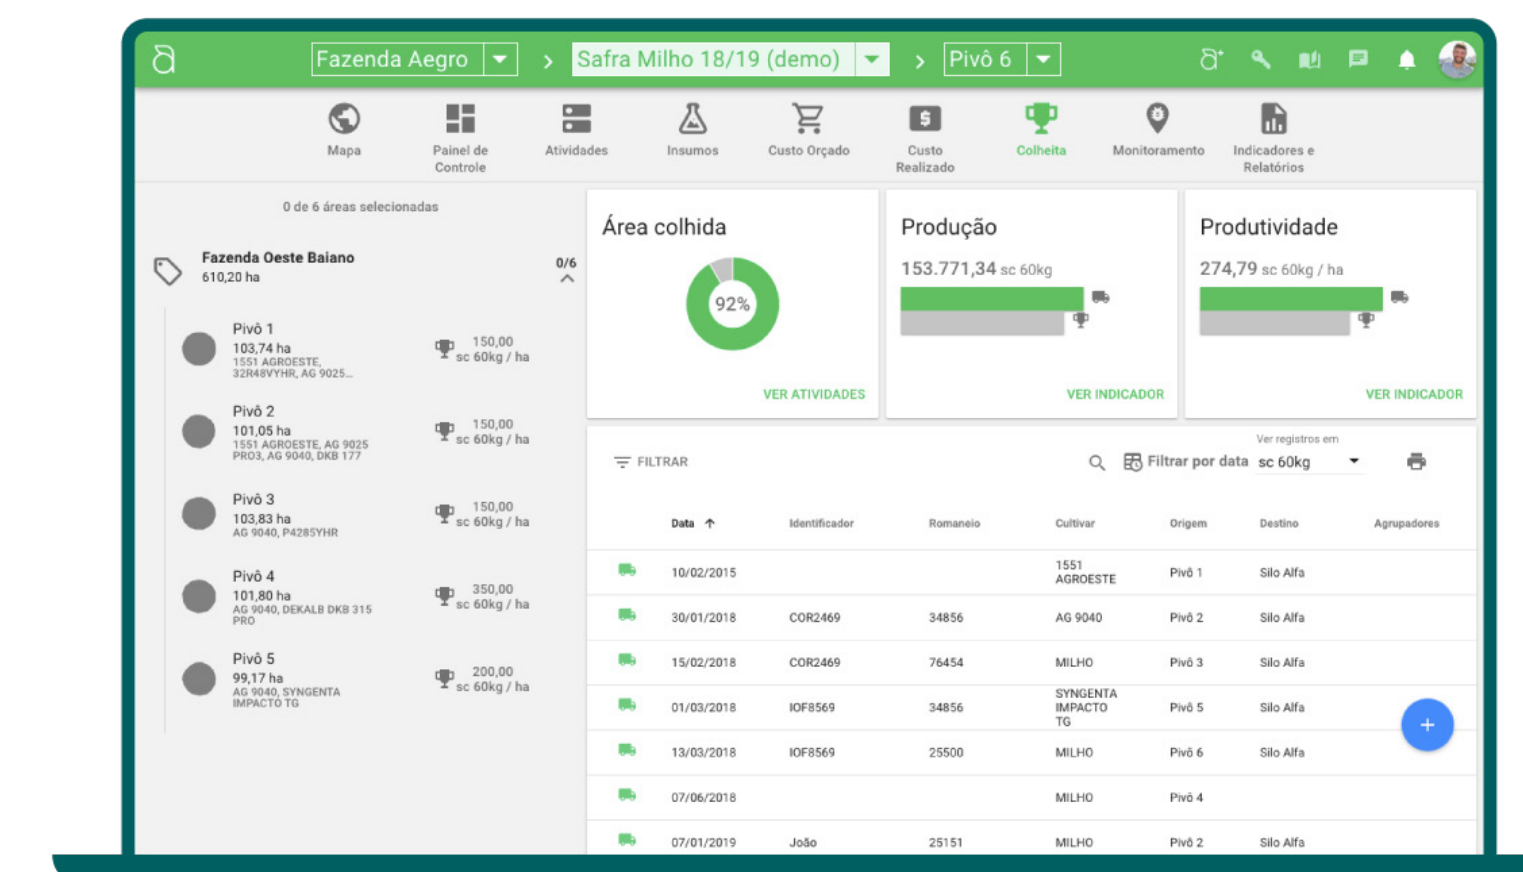 Fazenda Aegro > Safra Milho 18/19 (demo) > Pivô 6
Mapa
Painel de
Controle
Atividades
Insumos
Custo Orçado
Custo
Realizado
Colheita
Monitoramento
Indicadores e
Relatórios
0 de 6 áreas selecionadas
Fazenda Oeste Baiano
610,20 ha
0/6
Pivô 1
103,74 ha
1551 AGROESTE,
32R48VYHR, AG 9025...
150,00
sc 60kg / ha
Pivô 2
101,05 ha
1551 AGROESTE, AG 9025
PRO3, AG 9040, DKB 177
150,00
sc 60kg / ha
Pivô 3
103,83 ha
AG 9040, P4285YHR
150,00
sc 60kg / ha
Pivô 4
101,80 ha
AG 9040, DEKALB DKB 315
PRO
350,00
sc 60kg / ha
Pivô 5
99,17 ha
AG 9040, SYNGENTA
IMPACTO TG
200,00
sc 60kg / ha
Área colhida
92%
VER ATIVIDADES
Produção
153.771,34 sc 60kg
VER INDICADOR
Produtividade
274,79 sc 60kg / ha
VER INDICADOR
FILTRAR
Filtrar por data
Ver registros em
sc 60kg
Data Identificador Romaneio Cultivar Origem Destino Agrupadores
10/02/2015 1551 AGROESTE Pivô 1 Silo Alfa
30/01/2018 COR2469 34856 AG 9040 Pivô 2 Silo Alfa
15/02/2018 COR2469 76454 MILHO Pivô 3 Silo Alfa
01/03/2018 IOF8569 34856 SYNGENTA IMPACTO TG Pivô 5 Silo Alfa
13/03/2018 IOF8569 25500 MILHO Pivô 6 Silo Alfa
07/06/2018 MILHO Pivô 4
07/01/2019 João 25151 MILHO Pivô 2 Silo Alfa